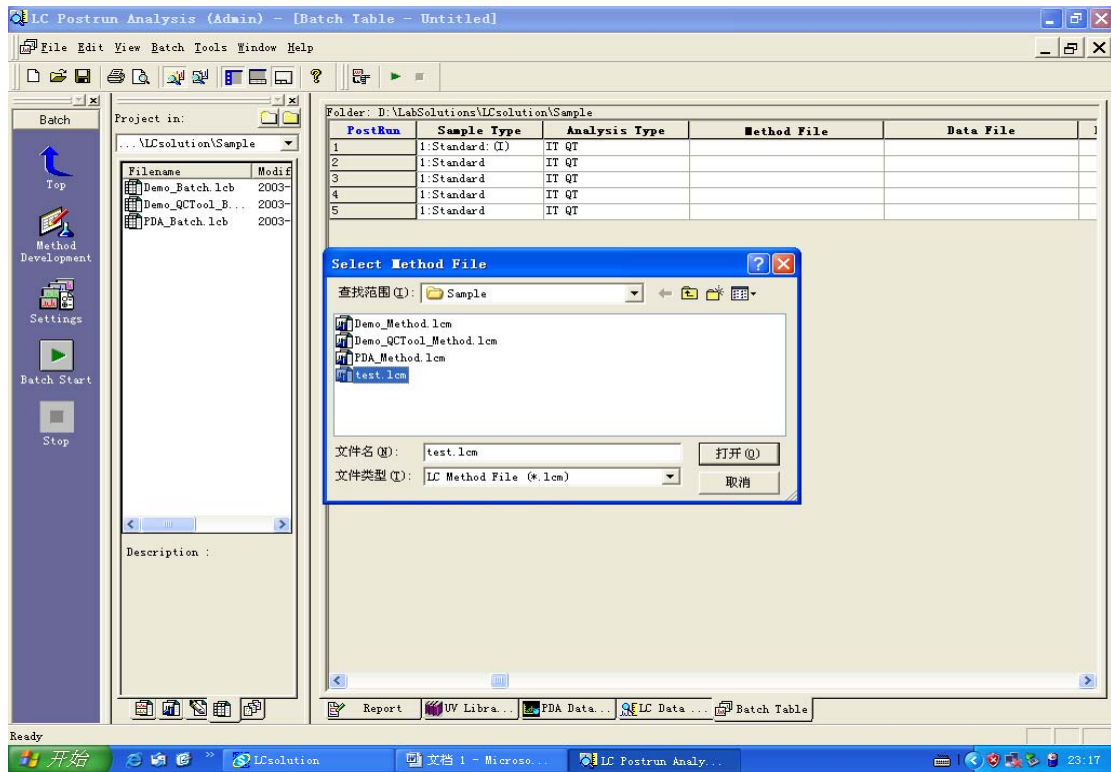 LC Postrun Analysis (Admin) - [Batch Table - Untitled]
File Edit View Batch Tools Window Help
Batch
Top
Method
Development
Settings
Batch Start
Stop
Project in:
...\LCsolution\Sample
Filename Modif
Demo_Batch.lcb 2003-
Demo_QCTool_B... 2003-
PDA_Batch.lcb 2003-
Description :
Folder: D:\LabSolutions\LCsolution\Sample
PostRun Sample Type Analysis Type Method File Data File
1 1:Standard:(I) IT QT
2 1:Standard IT QT
3 1:Standard IT QT
4 1:Standard IT QT
5 1:Standard IT QT
Select Method File
查找范围(I): Sample
Demo_Method.lcm
Demo_QCTool_Method.lcm
PDA_Method.lcm
test.lcm
文件名(N): test.lcm 打开(O)
文件类型(T): LC Method File (*.lcm) 取消
Report UV Libra... PDA Data... LC Data ... Batch Table
Ready
开始 LCsolution 文档 1 - Microso... LC Postrun Analy... 23:17